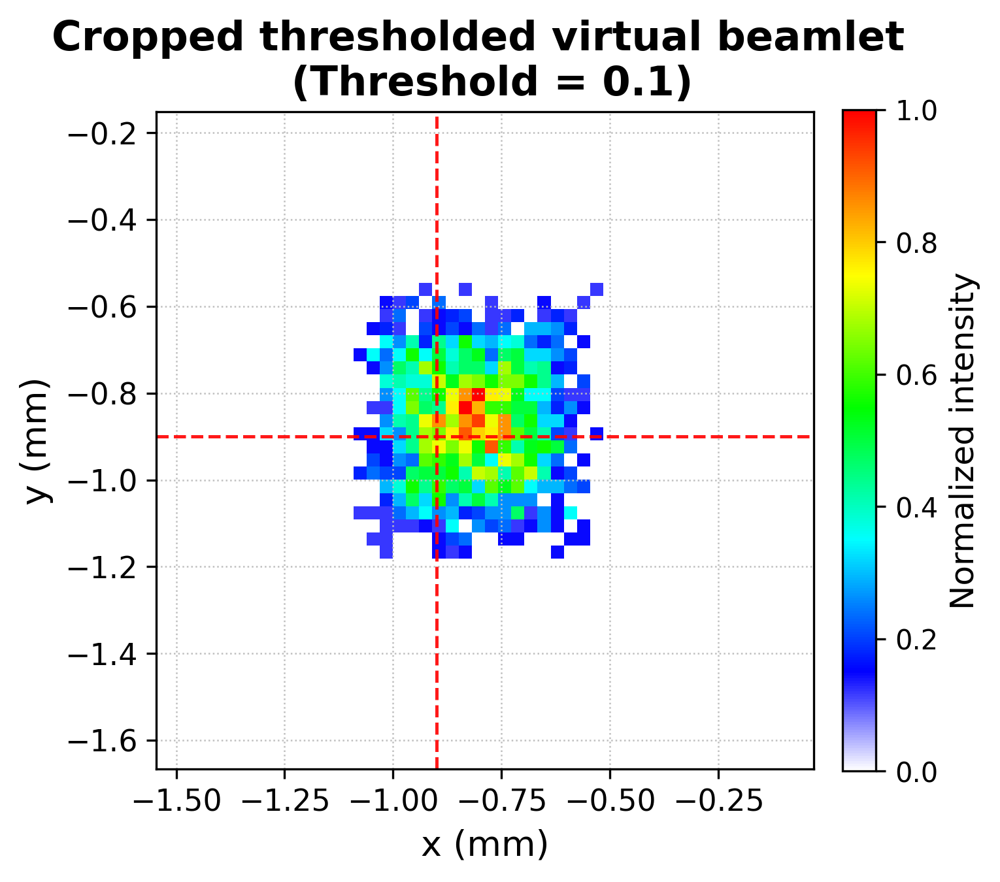 Cropped thresholded virtual beamlet
(Threshold = 0.1)
1.0
0.8
0.6
0.4
0.2
0.0
Normalized intensity
−0.2
−0.4
−0.6
−0.8
−1.0
−1.2
−1.4
−1.6
y (mm)
−1.50 −1.25 −1.00 −0.75 −0.50 −0.25
x (mm)